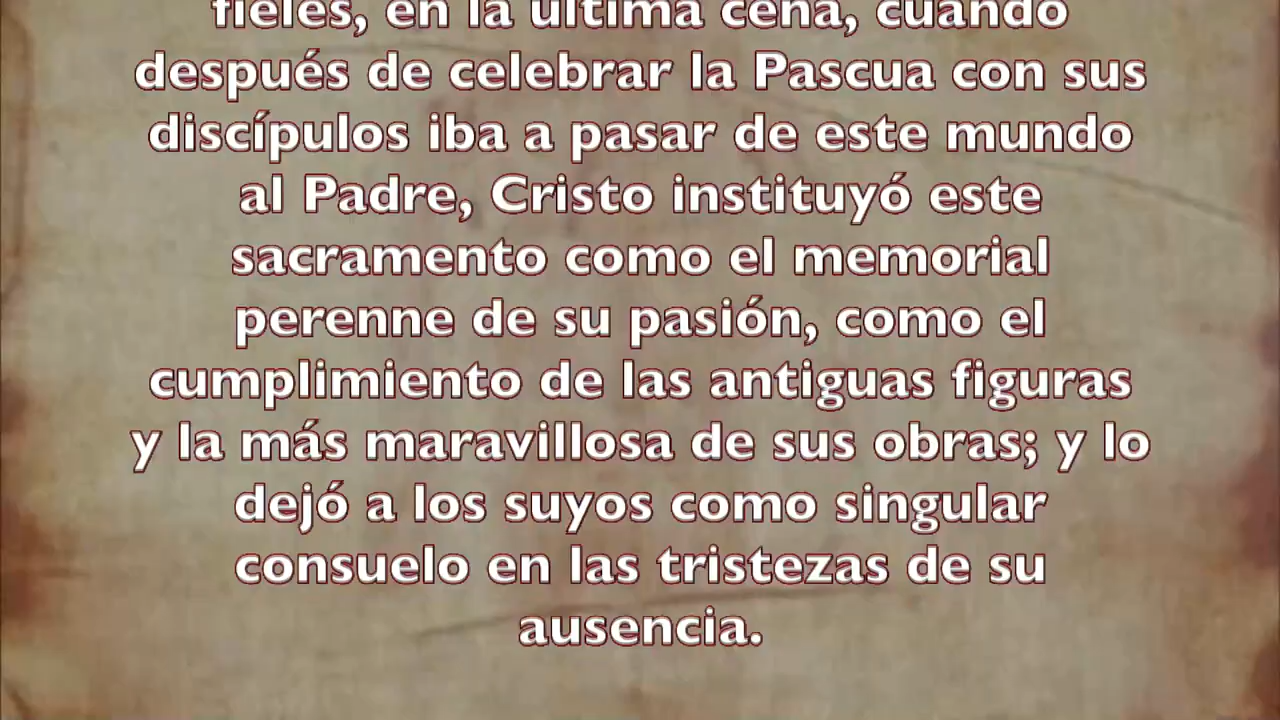 fieles, en la última cena, cuando
después de celebrar la Pascua con sus
discípulos iba a pasar de este mundo
al Padre, Cristo instituyó este
sacramento como el memorial
perenne de su pasión, como el
cumplimiento de las antiguas figuras
y la más maravillosa de sus obras; y lo
dejó a los suyos como singular
consuelo en las tristezas de su
ausencia.